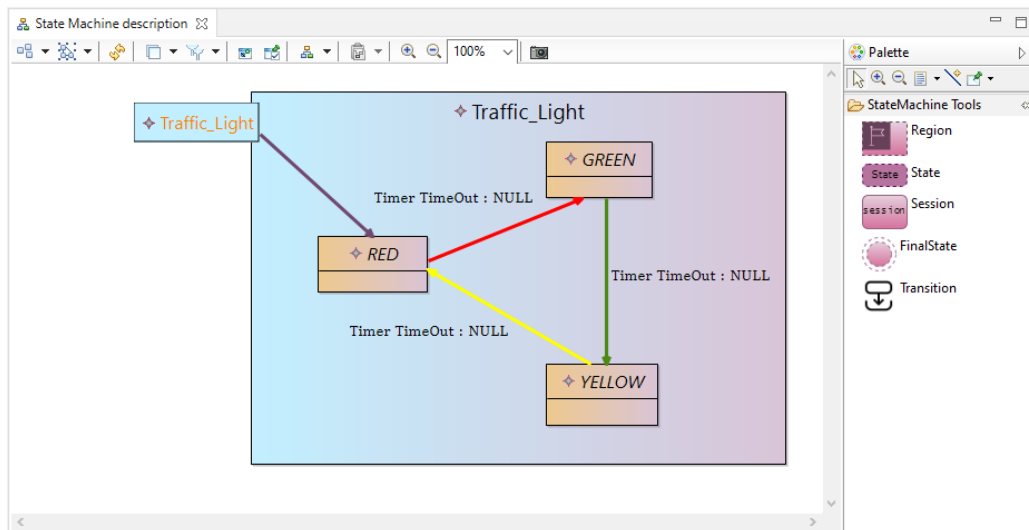 State Machine description
100%
Palette
StateMachine Tools
Region
State State
session Session
FinalState
Transition
Traffic_Light
Traffic_Light
GREEN
Timer TimeOut : NULL
RED
Timer TimeOut : NULL
Timer TimeOut : NULL
YELLOW